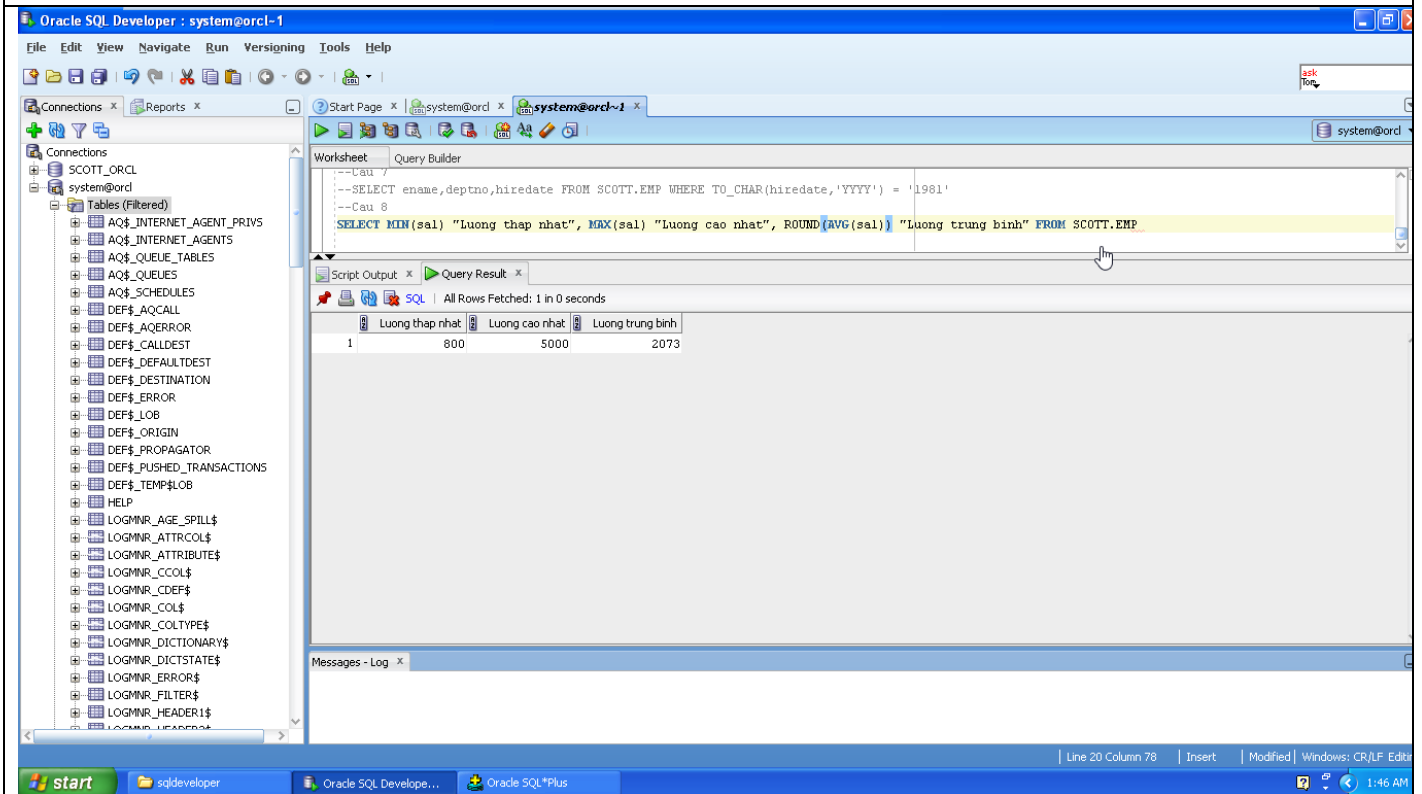 Oracle SQL Developer : system@orcl~1
File Edit View Navigate Run Versioning Tools Help
ask
Tom
Connections x Reports x
Start Page x system@orcl x system@orcl~1 x
system@orcl
Connections
SCOTT_ORCL
system@orcl
Tables (Filtered)
AQ$_INTERNET_AGENT_PRIVS
AQ$_INTERNET_AGENTS
AQ$_QUEUE_TABLES
AQ$_QUEUES
AQ$_SCHEDULES
DEF$_AQCALL
DEF$_AQERROR
DEF$_CALLDEST
DEF$_DEFAULTDEST
DEF$_DESTINATION
DEF$_ERROR
DEF$_LOB
DEF$_ORIGIN
DEF$_PROPAGATOR
DEF$_PUSHED_TRANSACTIONS
DEF$_TEMP$LOB
HELP
LOGMNR_AGE_SPILL$
LOGMNR_ATTRCOL$
LOGMNR_ATTRIBUTE$
LOGMNR_CCOL$
LOGMNR_CDEF$
LOGMNR_COL$
LOGMNR_COLTYPE$
LOGMNR_DICTIONARY$
LOGMNR_DICTSTATE$
LOGMNR_ERROR$
LOGMNR_FILTER$
LOGMNR_HEADER1$
Worksheet Query Builder
--Cau 7
--SELECT ename,deptno,hiredate FROM SCOTT.EMP WHERE TO_CHAR(hiredate,'YYYY') = '1981'
--Cau 8
SELECT MIN(sal) "Luong thap nhat", MAX(sal) "Luong cao nhat", ROUND(AVG(sal)) "Luong trung binh" FROM SCOTT.EMP
Script Output x Query Result x
SQL | All Rows Fetched: 1 in 0 seconds
Luong thap nhat Luong cao nhat Luong trung binh
1 800 5000 2073
Messages - Log x
Line 20 Column 78 | Insert | Modified | Windows: CR/LF
start sqldeveloper Oracle SQL Develope... Oracle SQL*Plus 1:46 AM